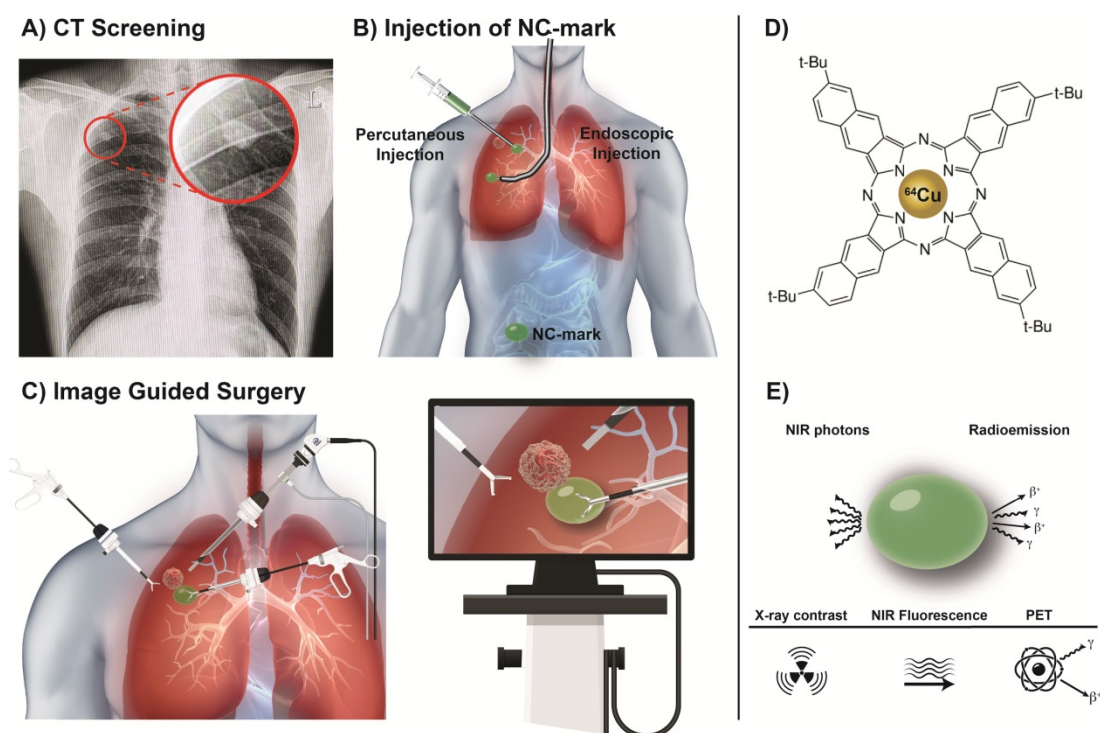 A) CT Screening
L
B) Injection of NC-mark
Percutaneous
Injection
Endoscopic
Injection
NC-mark
C) Image Guided Surgery
D)
t-Bu
t-Bu
N
N
N
N
⁶⁴Cu
N
N
N
N
t-Bu
t-Bu
E)
NIR photons
Radioemission
β⁺
γ
β⁺
γ
X-ray contrast
NIR Fluorescence
PET
γ
β⁺